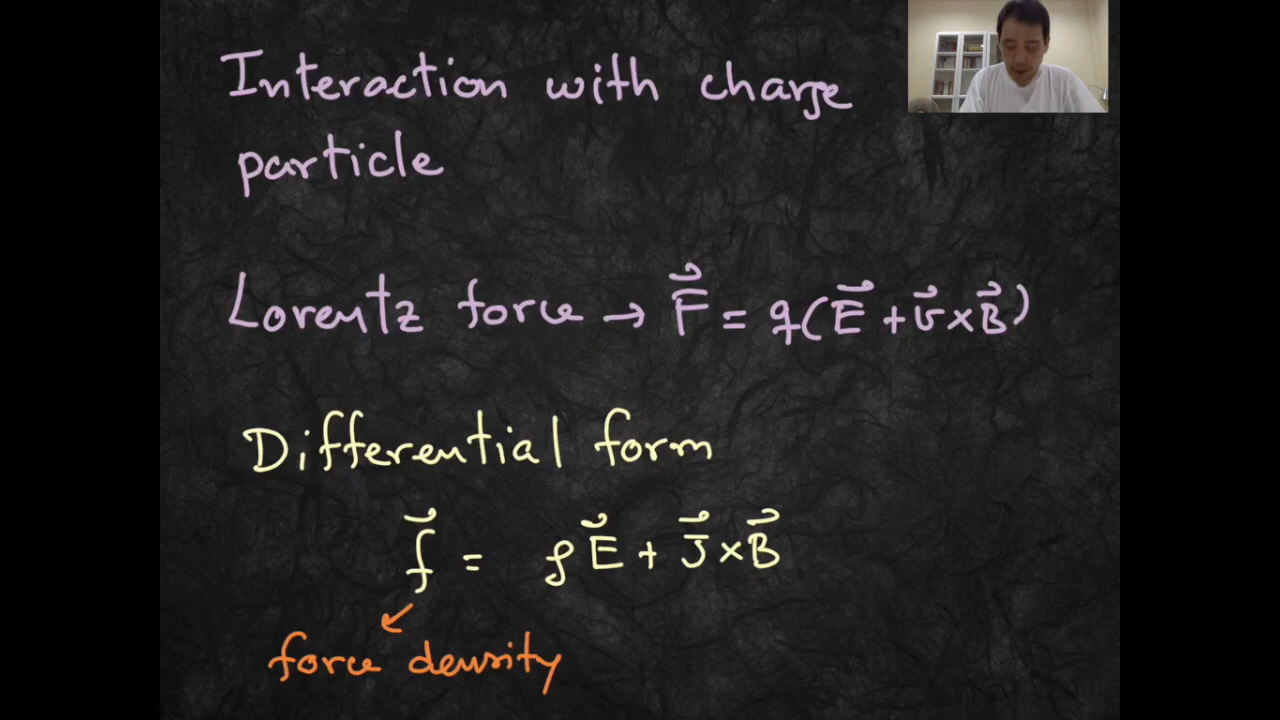 Interaction with charge
particle
Lorentz force → F⃗ = q(E⃗ + v⃗ × B⃗)
Differential form
f⃗ = ρE⃗ + J⃗ × B⃗
force density